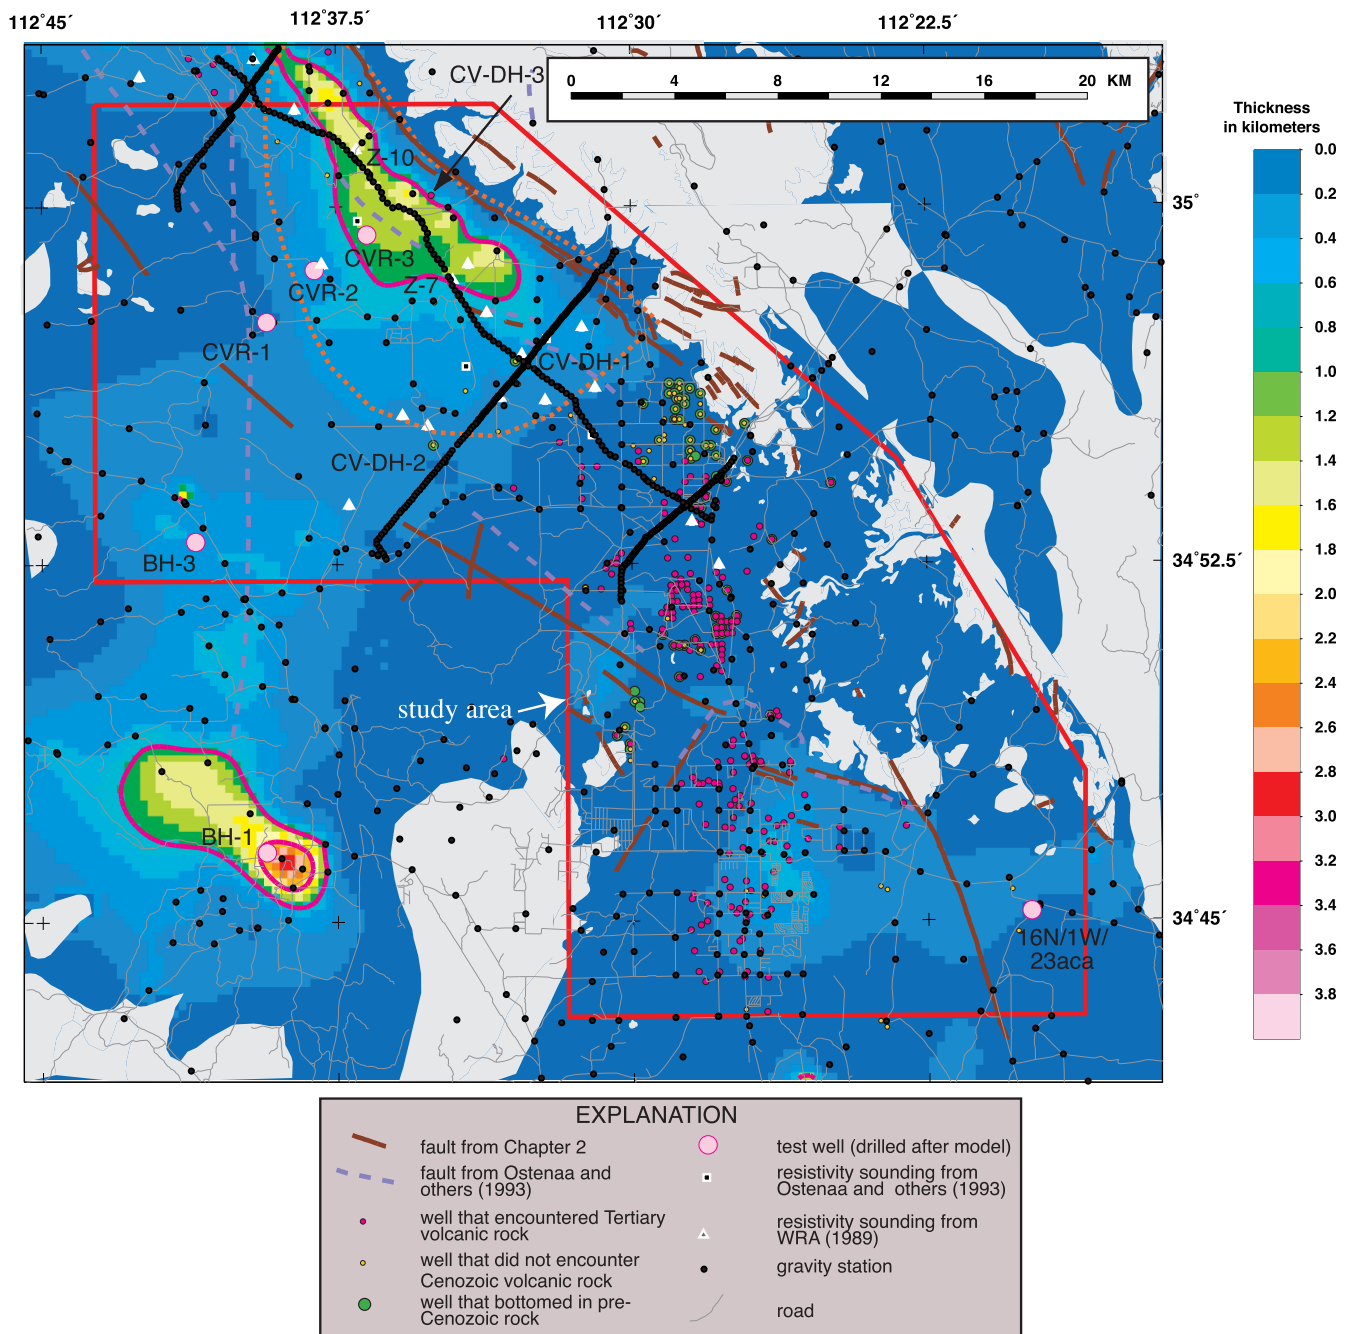 112˚45´ 112˚37.5´ 112˚30´ 112˚22.5´
CV-DH-3
0 4 8 12 16 20 KM
Thickness
in kilometers
0.0
0.2
0.4
0.6
0.8
1.0
1.2
1.4
1.6
1.8
2.0
2.2
2.4
2.6
2.8
3.0
3.2
3.4
3.6
3.8
35˚
34˚52.5´
34˚45´
Z-10
CVR-3
Z-7
CVR-2
CVR-1
CV-DH-1
CV-DH-2
BH-3
study area
BH-1
16N/1W/
23aca
EXPLANATION
fault from Chapter 2
fault from Ostenaa and
others (1993)
well that encountered Tertiary
volcanic rock
well that did not encounter
Cenozoic volcanic rock
well that bottomed in pre-
Cenozoic rock
test well (drilled after model)
resistivity sounding from
Ostenaa and others (1993)
resistivity sounding from
WRA (1989)
gravity station
road